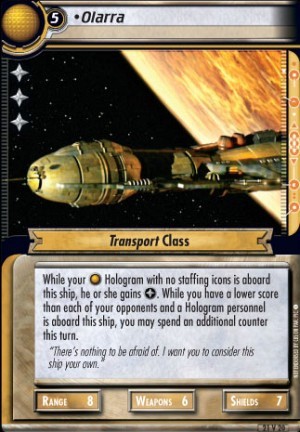 5 •Olarra
Transport Class
While your Hologram with no staffing icons is aboard
this ship, he or she gains . While you have a lower score
than each of your opponents and a Hologram personnel
is aboard this ship, you may spend an additional counter
this turn.
"There's nothing to be afraid of. I want you to consider this
ship your own."
RANGE 8 WEAPONS 6 SHIELDS 7